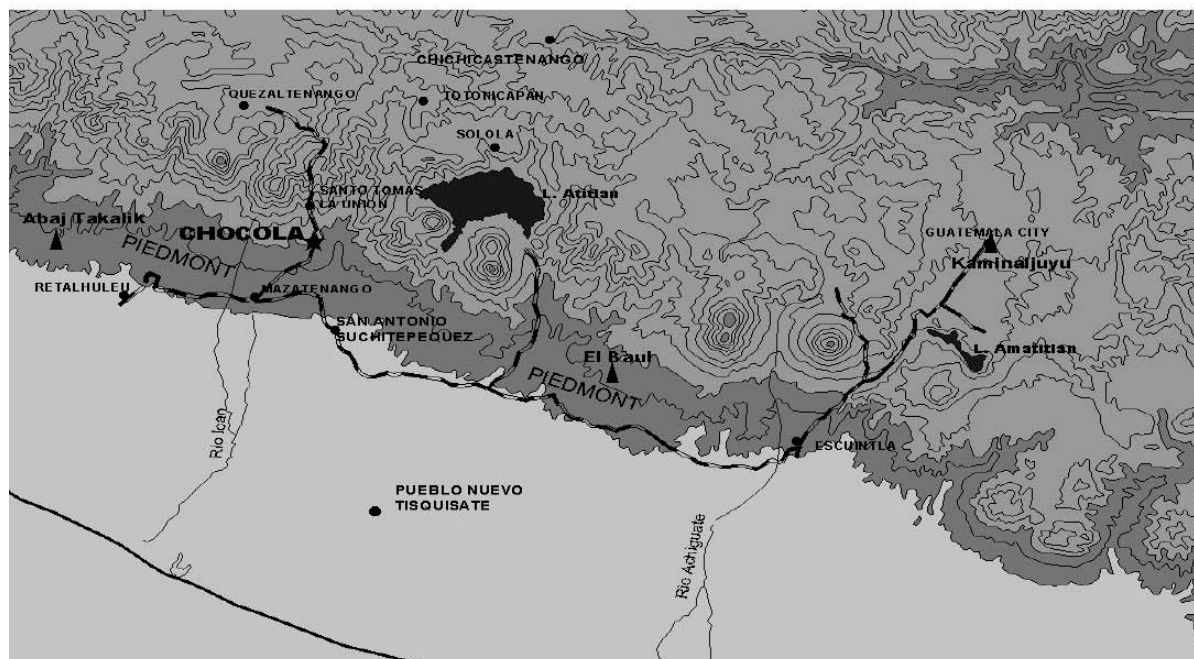 CHICHICASTENANGO
QUEZALTENANGO
TOTONICAPAN
SOLOLA
SANTO TOMAS
LA UNION
L. Atitlan
Abaj Takalik
CHOCOLA
GUATEMALA CITY
Kaminaljuyu
PIEDMONT
RETALHULEU
MAZATENANGO
SAN ANTONIO
SUCHITEPEQUEZ
El Baul
L. Amatitlan
PIEDMONT
Rio Ican
ESCUINTLA
PUEBLO NUEVO
TISQUISATE
Rio Achiguate